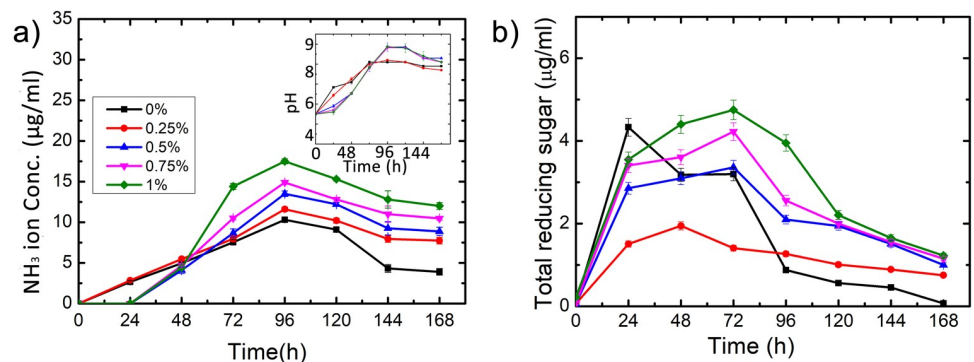 a)
NH₃ ion Conc. (µg/ml)
35
30
25
20
15
10
5
0
0 24 48 72 96 120 144 168
Time(h)
0%
0.25%
0.5%
0.75%
1%
pH
9
8
6
5
4
0 48 96 144
Time (h)
b)
Total reducing sugar (µg/ml)
6
4
2
0
0 24 48 72 96 120 144 168
Time (h)